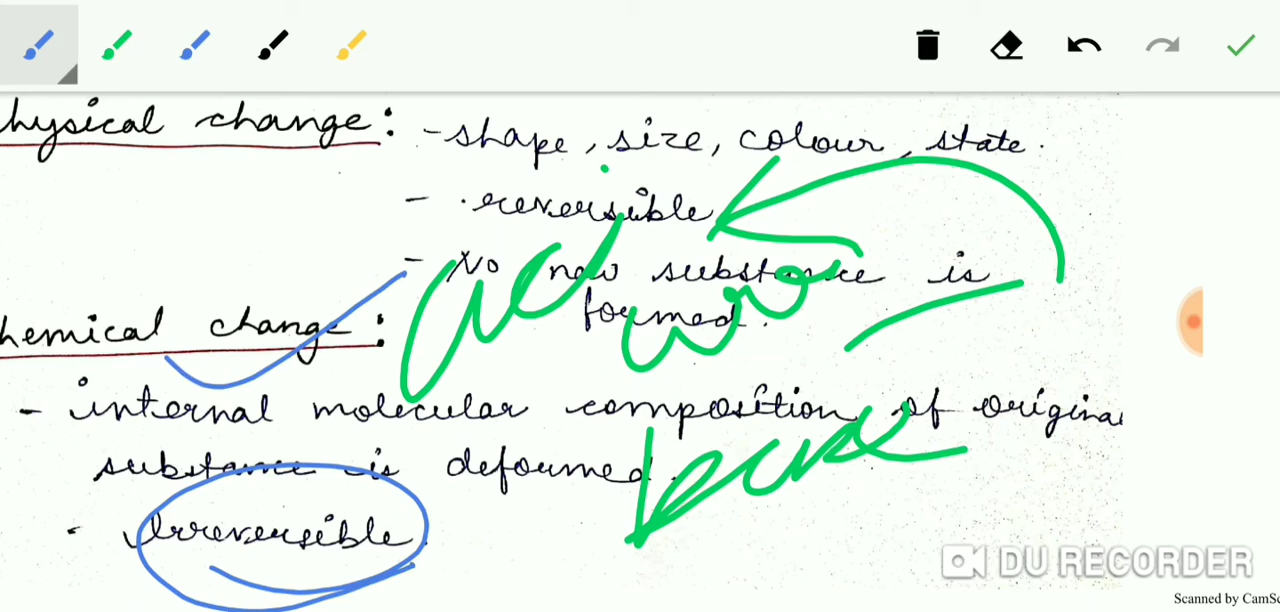 hysical change: - shape, size, colour, state.
- reversible
- No new substance is
formed.
hemical change:
- internal molecular composition of origina
substance is deformed.
- Irreversible
DU RECORDER
Scanned by CamSc